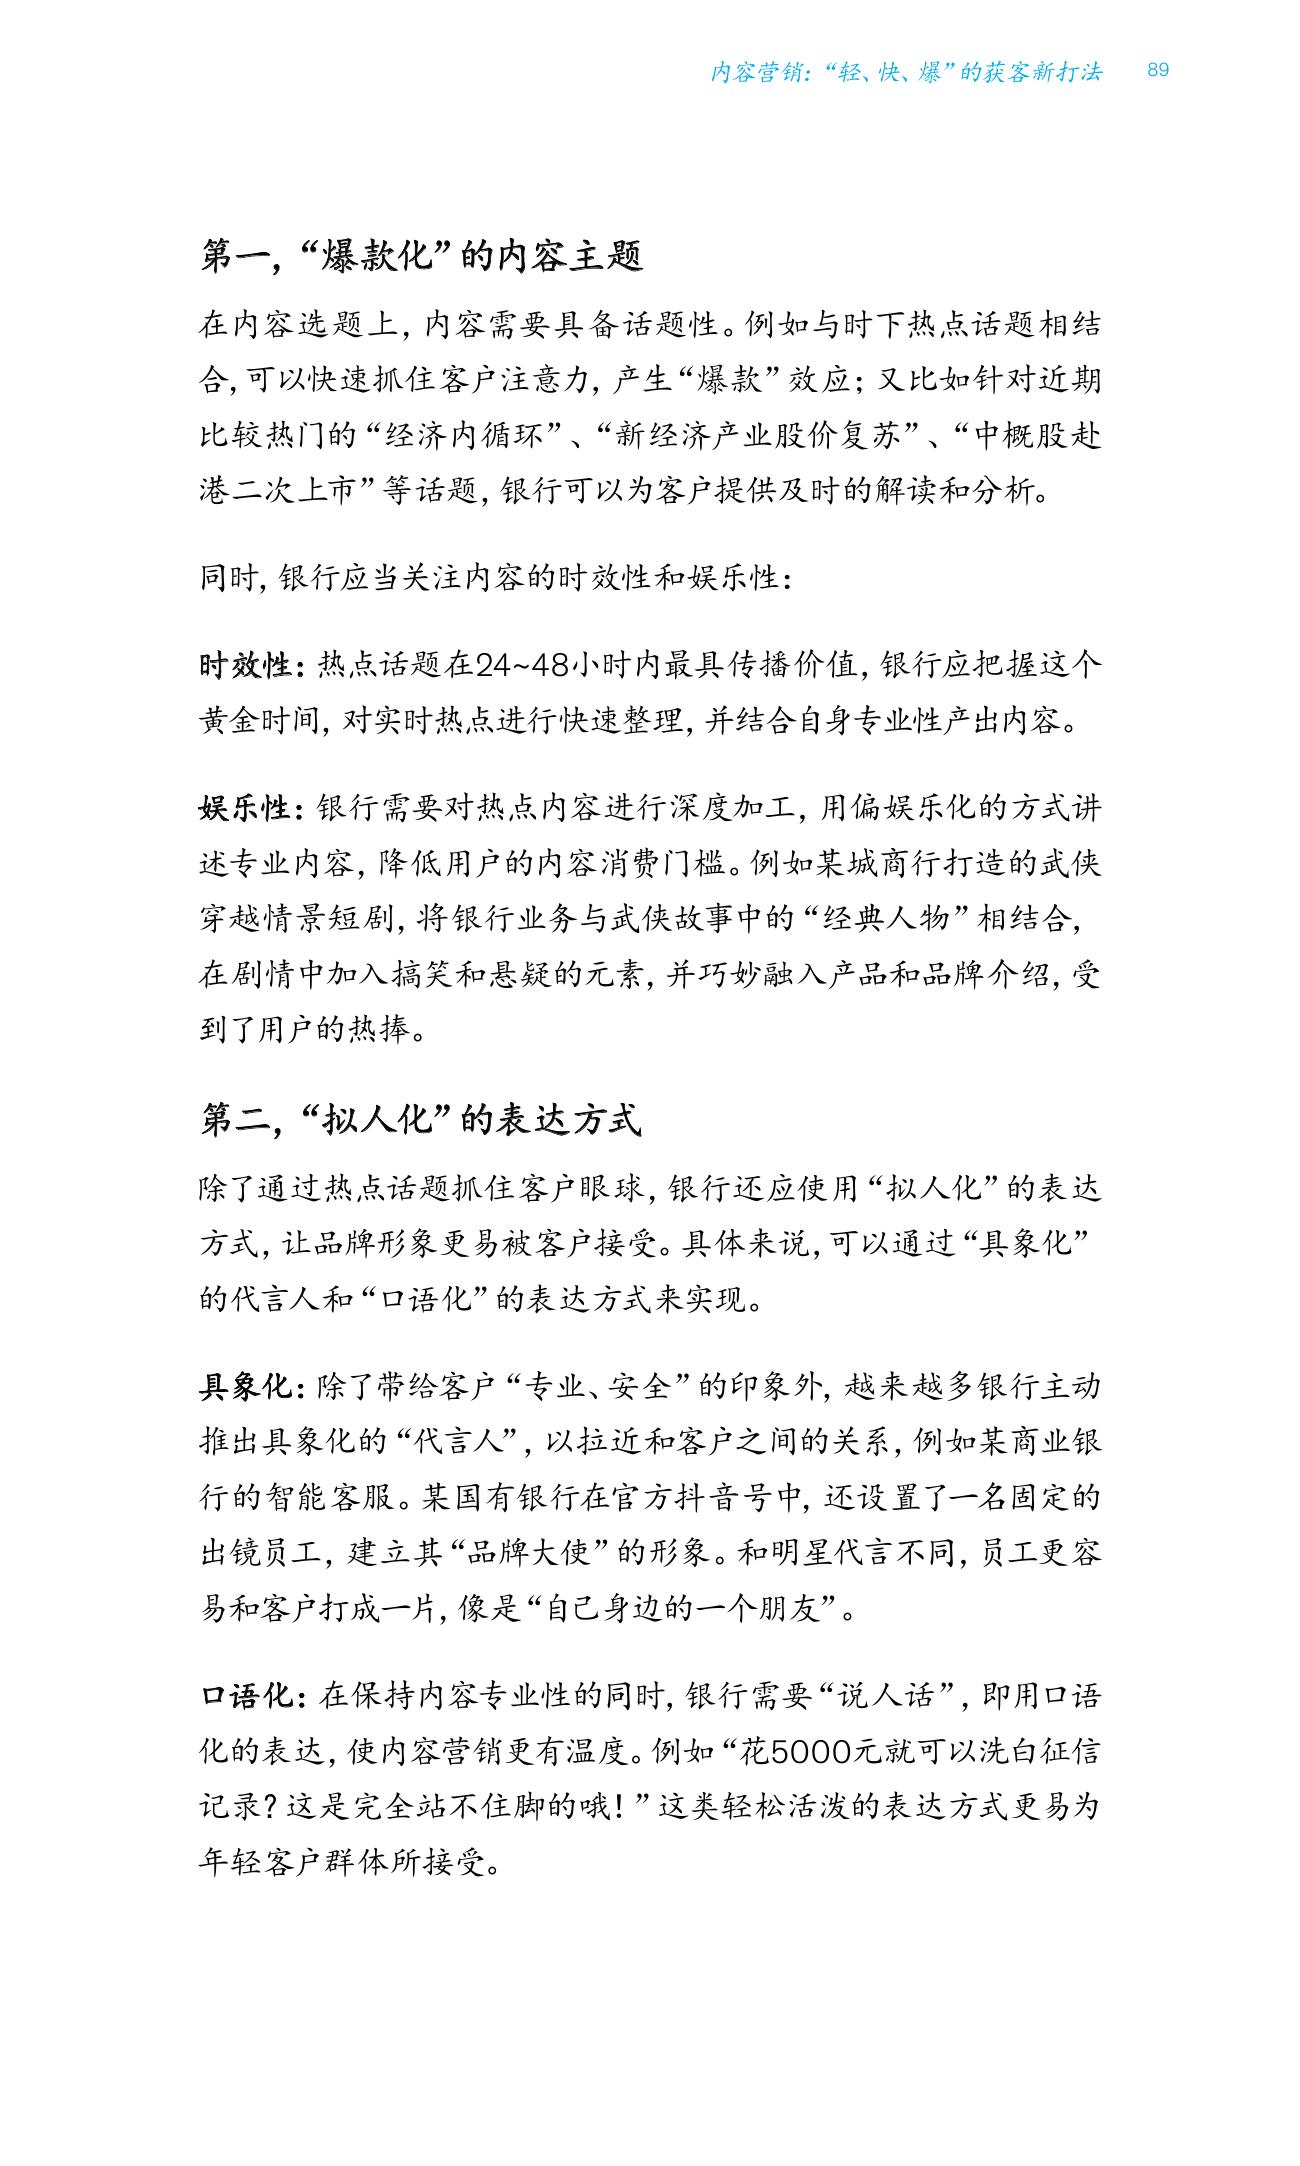 内容营销：“轻、快、爆”的获客新打法 89
第一，“爆款化”的内容主题
在内容选题上，内容需要具备话题性。例如与时下热点话题相结
合，可以快速抓住客户注意力，产生“爆款”效应；又比如针对近期
比较热门的“经济内循环”、“新经济产业股价复苏”、“中概股赴
港二次上市”等话题，银行可以为客户提供及时的解读和分析。
同时，银行应当关注内容的时效性和娱乐性：
时效性：热点话题在24~48小时内最具传播价值，银行应把握这个
黄金时间，对实时热点进行快速整理，并结合自身专业性产出内容。
娱乐性：银行需要对热点内容进行深度加工，用偏娱乐化的方式讲
述专业内容，降低用户的内容消费门槛。例如某城商行打造的武侠
穿越情景短剧，将银行业务与武侠故事中的“经典人物”相结合，
在剧情中加入搞笑和悬疑的元素，并巧妙融入产品和品牌介绍，受
到了用户的热捧。
第二，“拟人化”的表达方式
除了通过热点话题抓住客户眼球，银行还应使用“拟人化”的表达
方式，让品牌形象更易被客户接受。具体来说，可以通过“具象化”
的代言人和“口语化”的表达方式来实现。
具象化：除了带给客户“专业、安全”的印象外，越来越多银行主动
推出具象化的“代言人”，以拉近和客户之间的关系，例如某商业银
行的智能客服。某国有银行在官方抖音号中，还设置了一名固定的
出镜员工，建立其“品牌大使”的形象。和明星代言不同，员工更容
易和客户打成一片，像是“自己身边的一个朋友”。
口语化：在保持内容专业性的同时，银行需要“说人话”，即用口语
化的表达，使内容营销更有温度。例如“花5000元就可以洗白征信
记录？这是完全站不住脚的哦！”这类轻松活泼的表达方式更易为
年轻客户群体所接受。